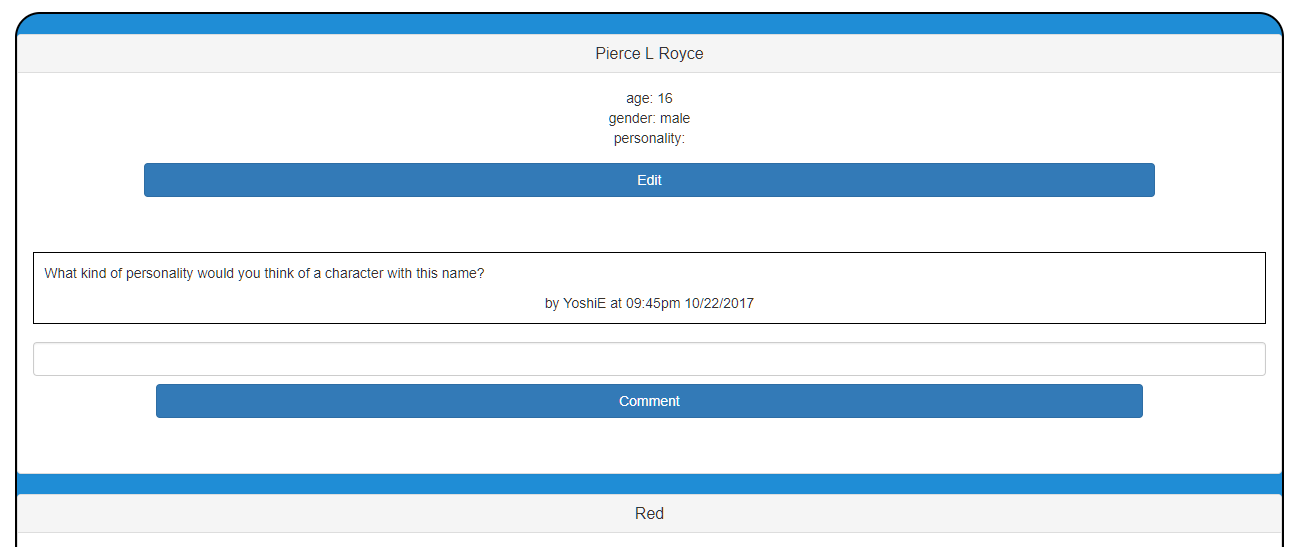 Pierce L Royce
age: 16
gender: male
personality:
Edit
What kind of personality would you think of a character with this name?
by YoshiE at 09:45pm 10/22/2017
Comment
Red